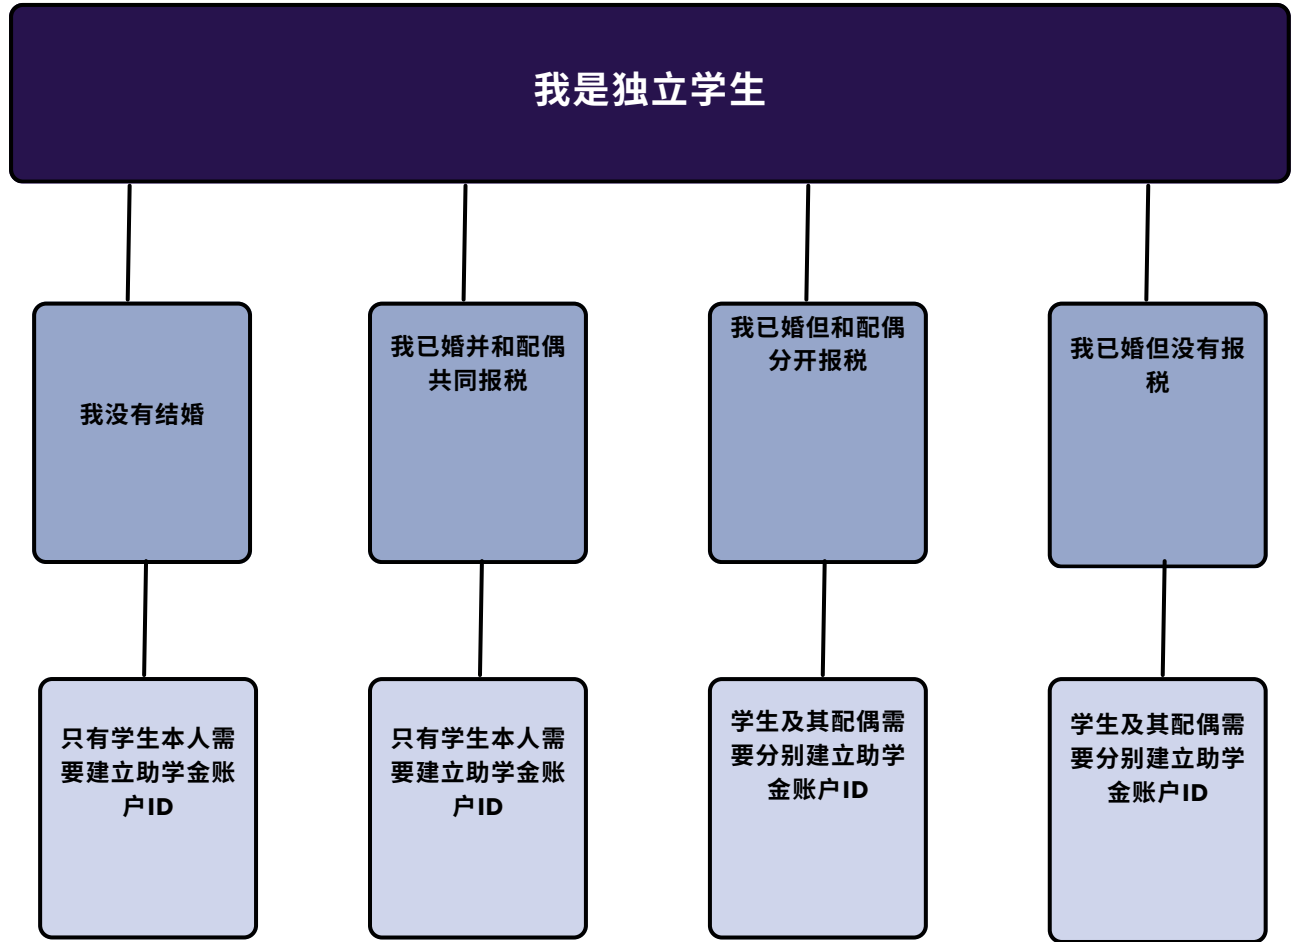 我是独立学生
我没有结婚
我已婚并和配偶
共同报税
我已婚但和配偶
分开报税
我已婚但没有报
税
只有学生本人需
要建立助学金账
户ID
只有学生本人需
要建立助学金账
户ID
学生及其配偶需
要分别建立助学
金账户ID
学生及其配偶需
要分别建立助学
金账户ID